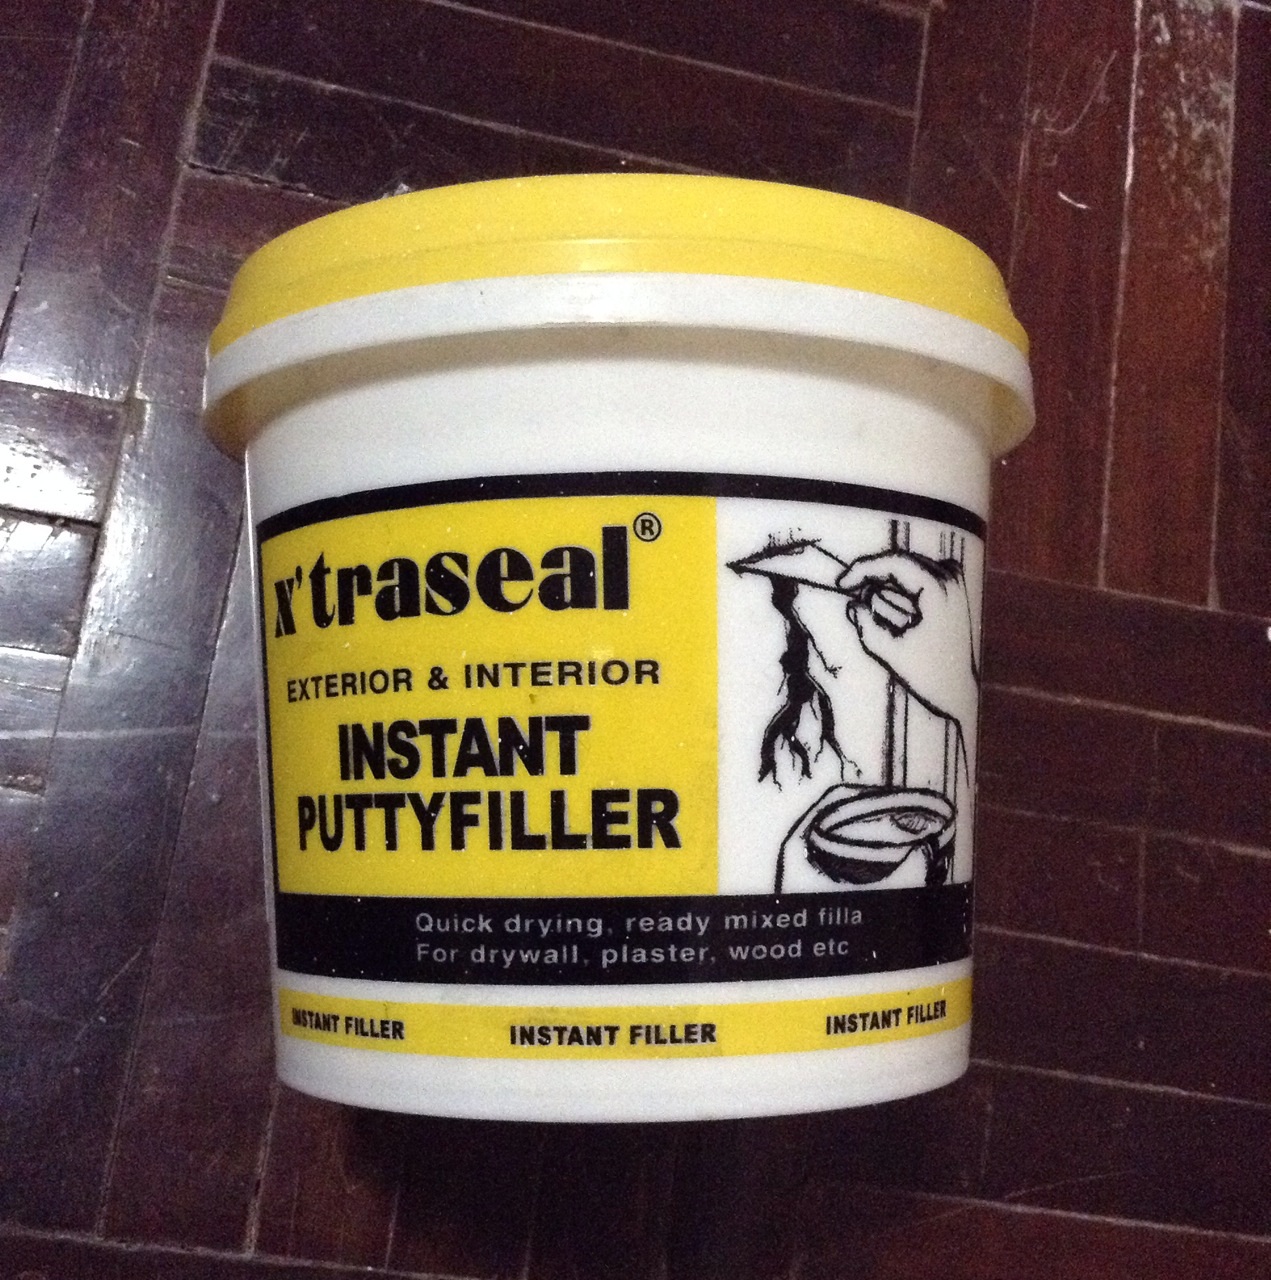 x'traseal®
EXTERIOR & INTERIOR
INSTANT
PUTTYFILLER
Quick drying, ready mixed filla
For drywall, plaster, wood etc
INSTANT FILLER INSTANT FILLER INSTANT FILLER